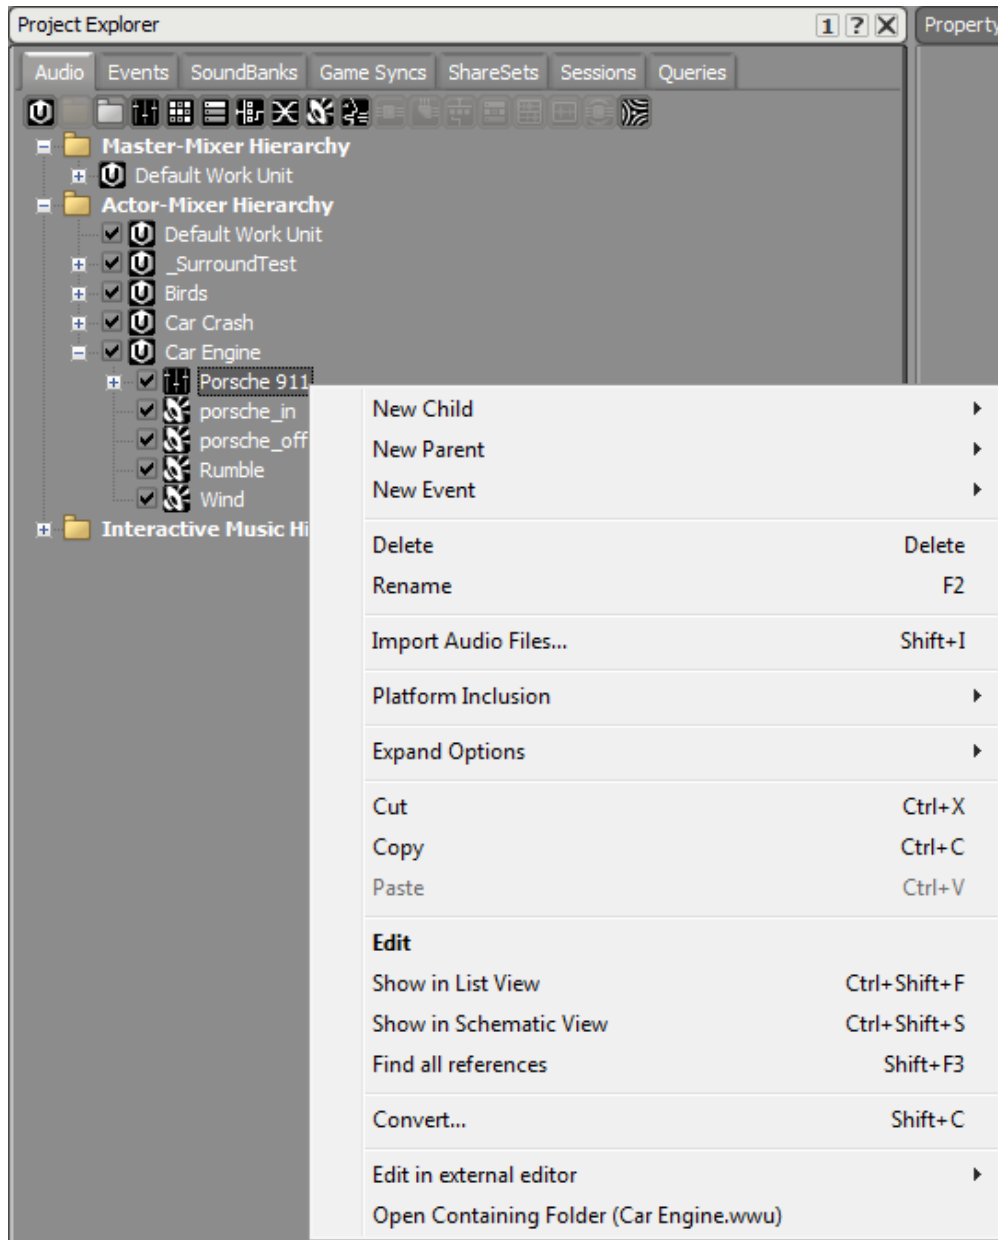 Project Explorer 1 ? X Property
Audio Events SoundBanks Game Syncs ShareSets Sessions Queries
Master-Mixer Hierarchy
Default Work Unit
Actor-Mixer Hierarchy
Default Work Unit
_SurroundTest
Birds
Car Crash
Car Engine
Porsche 911
porsche_in
porsche_off
Rumble
Wind
Interactive Music Hi
New Child
New Parent
New Event
Delete Delete
Rename F2
Import Audio Files... Shift+I
Platform Inclusion
Expand Options
Cut Ctrl+X
Copy Ctrl+C
Paste Ctrl+V
Edit
Show in List View Ctrl+Shift+F
Show in Schematic View Ctrl+Shift+S
Find all references Shift+F3
Convert... Shift+C
Edit in external editor
Open Containing Folder (Car Engine.wwu)